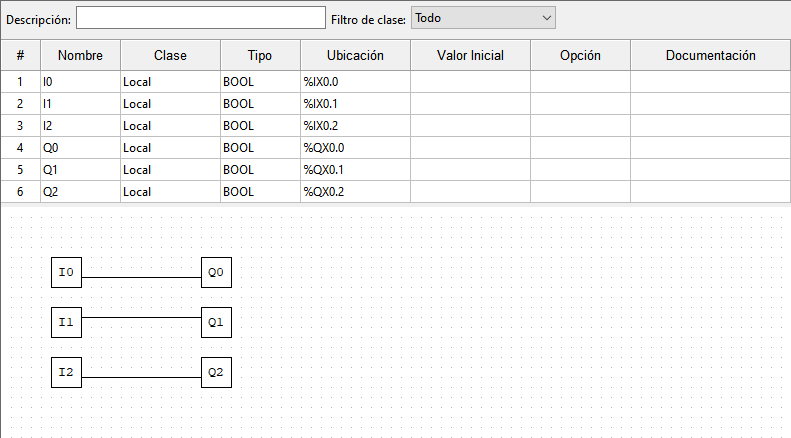 Descripción: Filtro de clase: Todo
# Nombre Clase Tipo Ubicación Valor Inicial Opción Documentación
1 I0 Local BOOL %IX0.0
2 I1 Local BOOL %IX0.1
3 I2 Local BOOL %IX0.2
4 Q0 Local BOOL %QX0.0
5 Q1 Local BOOL %QX0.1
6 Q2 Local BOOL %QX0.2
I0 Q0
I1 Q1
I2 Q2